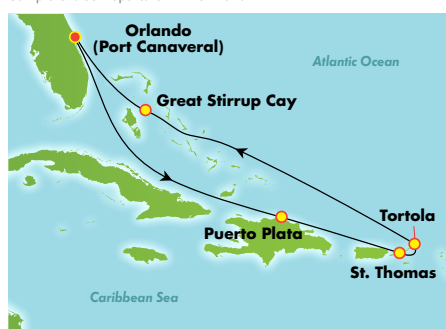 Orlando
(Port Canaveral)
Atlantic Ocean
Great Stirrup Cay
Tortola
Puerto Plata
St. Thomas
Caribbean Sea